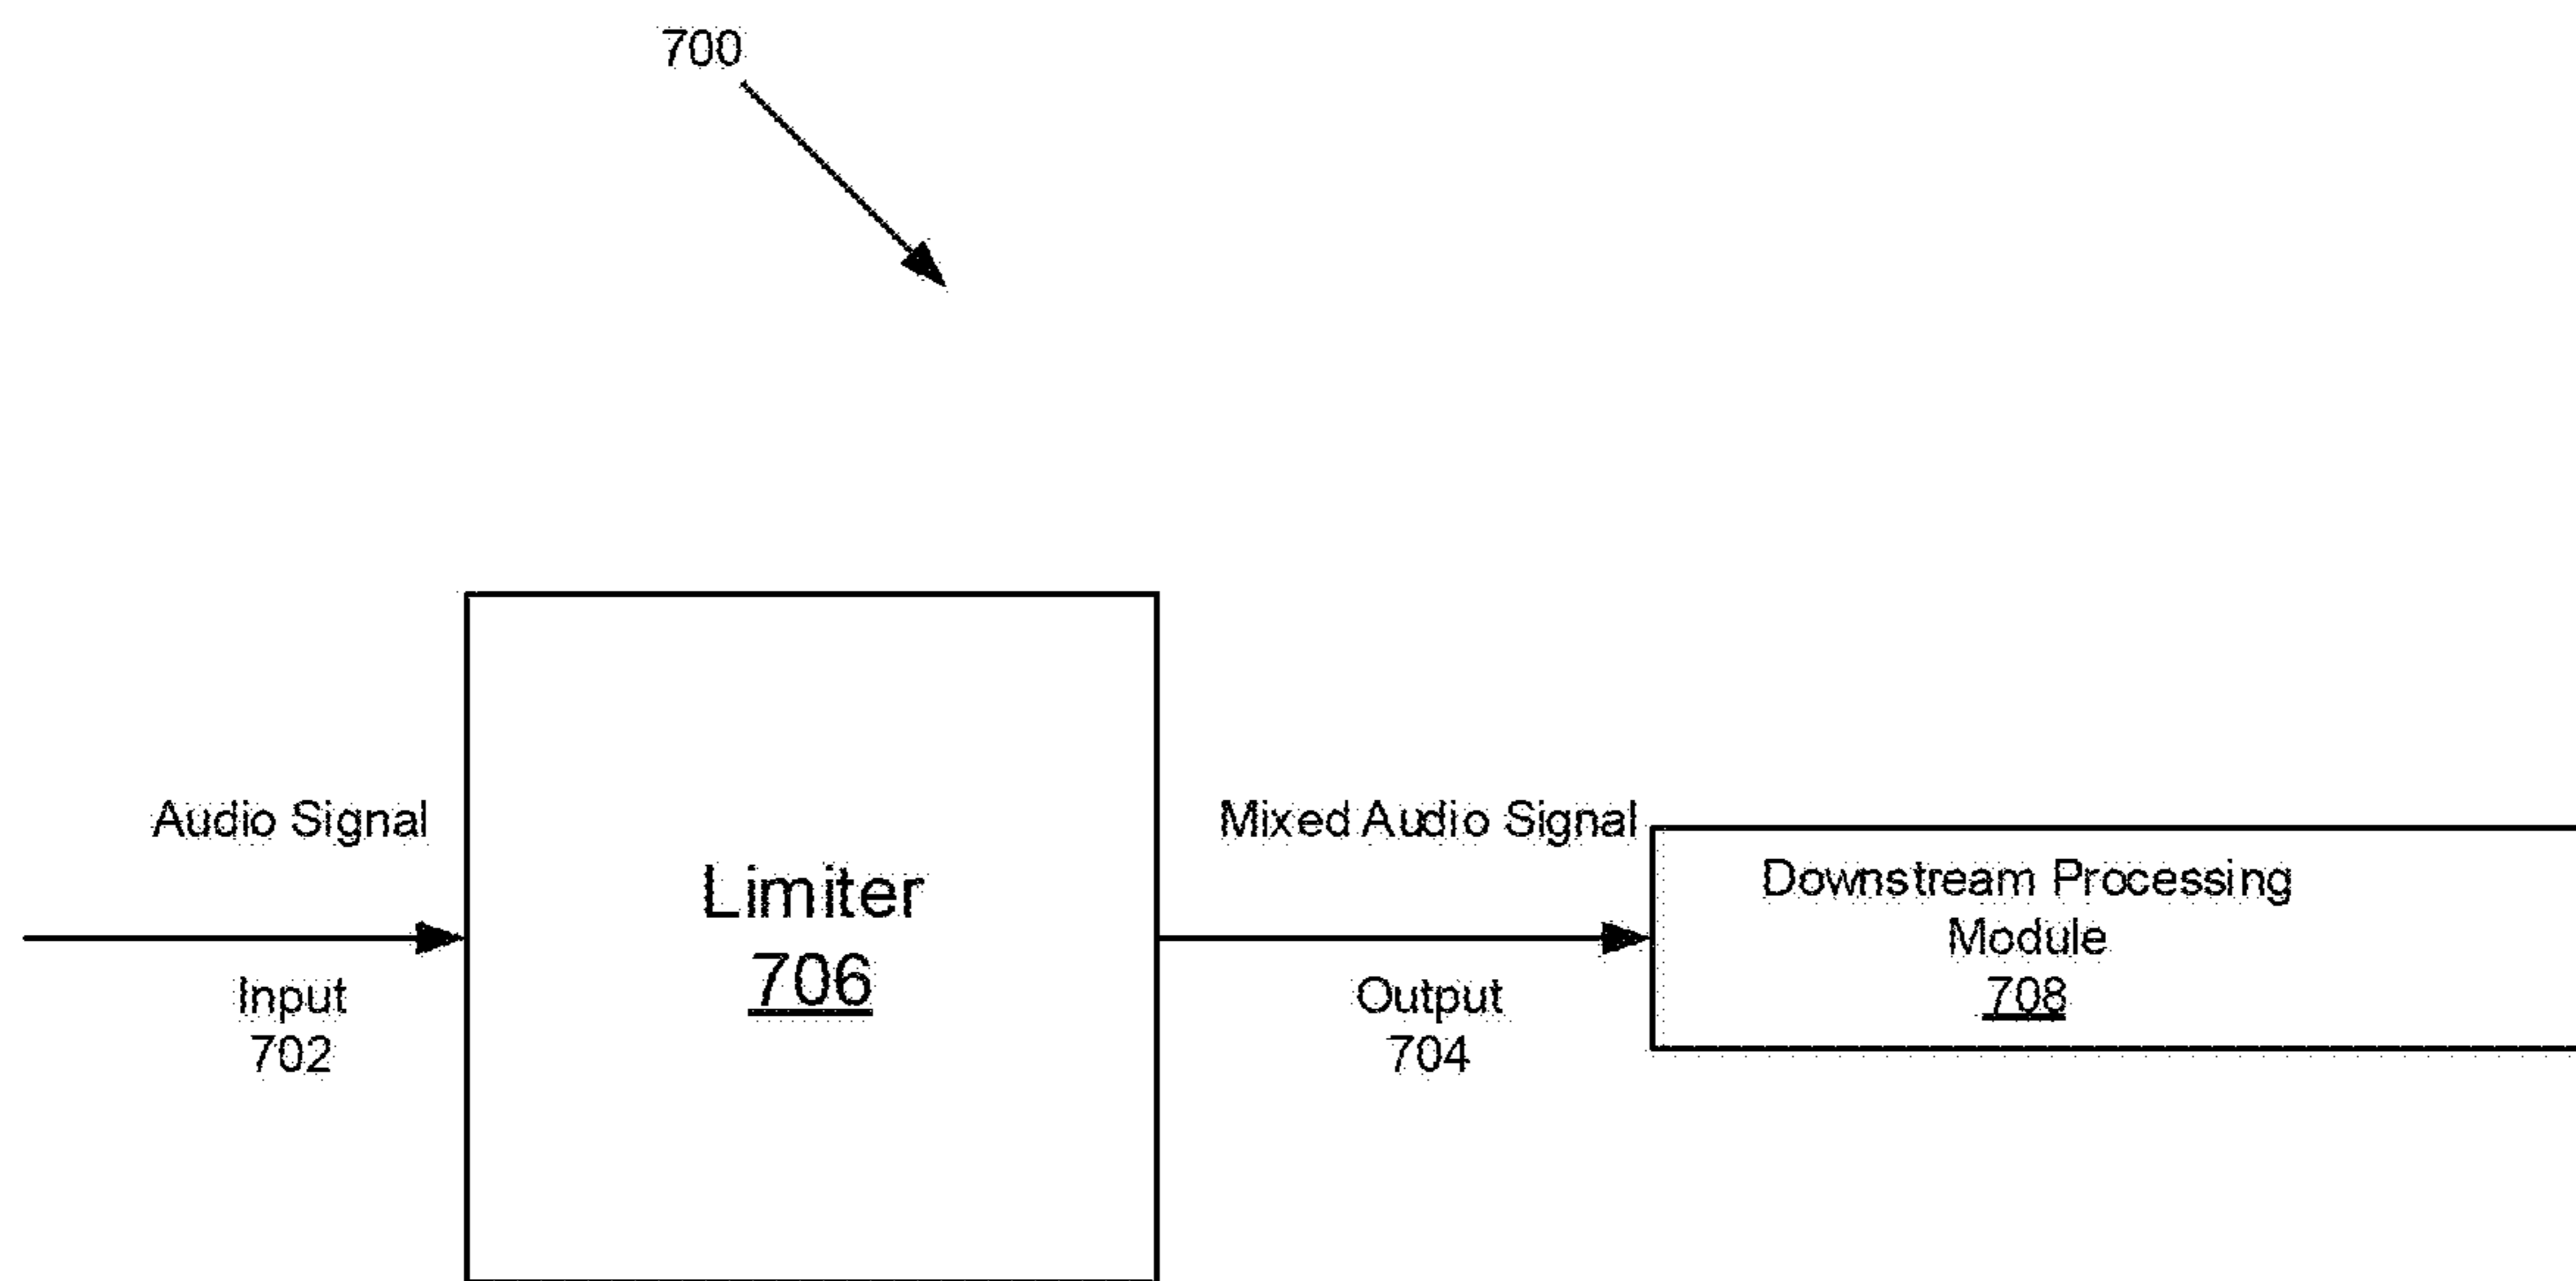 700
Audio Signal
Input
702
Limiter
706
Mixed Audio Signal
Output
704
Downstream Processing
Module
708